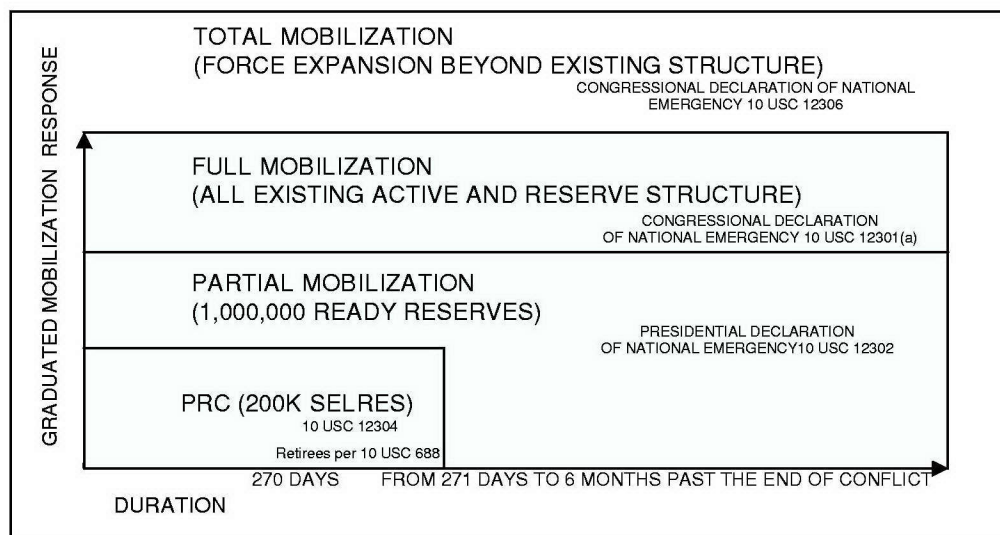 GRADUATED MOBILIZATION RESPONSE
TOTAL MOBILIZATION
(FORCE EXPANSION BEYOND EXISTING STRUCTURE)
CONGRESSIONAL DECLARATION OF NATIONAL
EMERGENCY 10 USC 12306
FULL MOBILIZATION
(ALL EXISTING ACTIVE AND RESERVE STRUCTURE)
CONGRESSIONAL DECLARATION
OF NATIONAL EMERGENCY 10 USC 12301(a)
PARTIAL MOBILIZATION
(1,000,000 READY RESERVES)
PRESIDENTIAL DECLARATION
OF NATIONAL EMERGENCY10 USC 12302
PRC (200K SELRES)
10 USC 12304
Retirees per 10 USC 688
270 DAYS
FROM 271 DAYS TO 6 MONTHS PAST THE END OF CONFLICT
DURATION